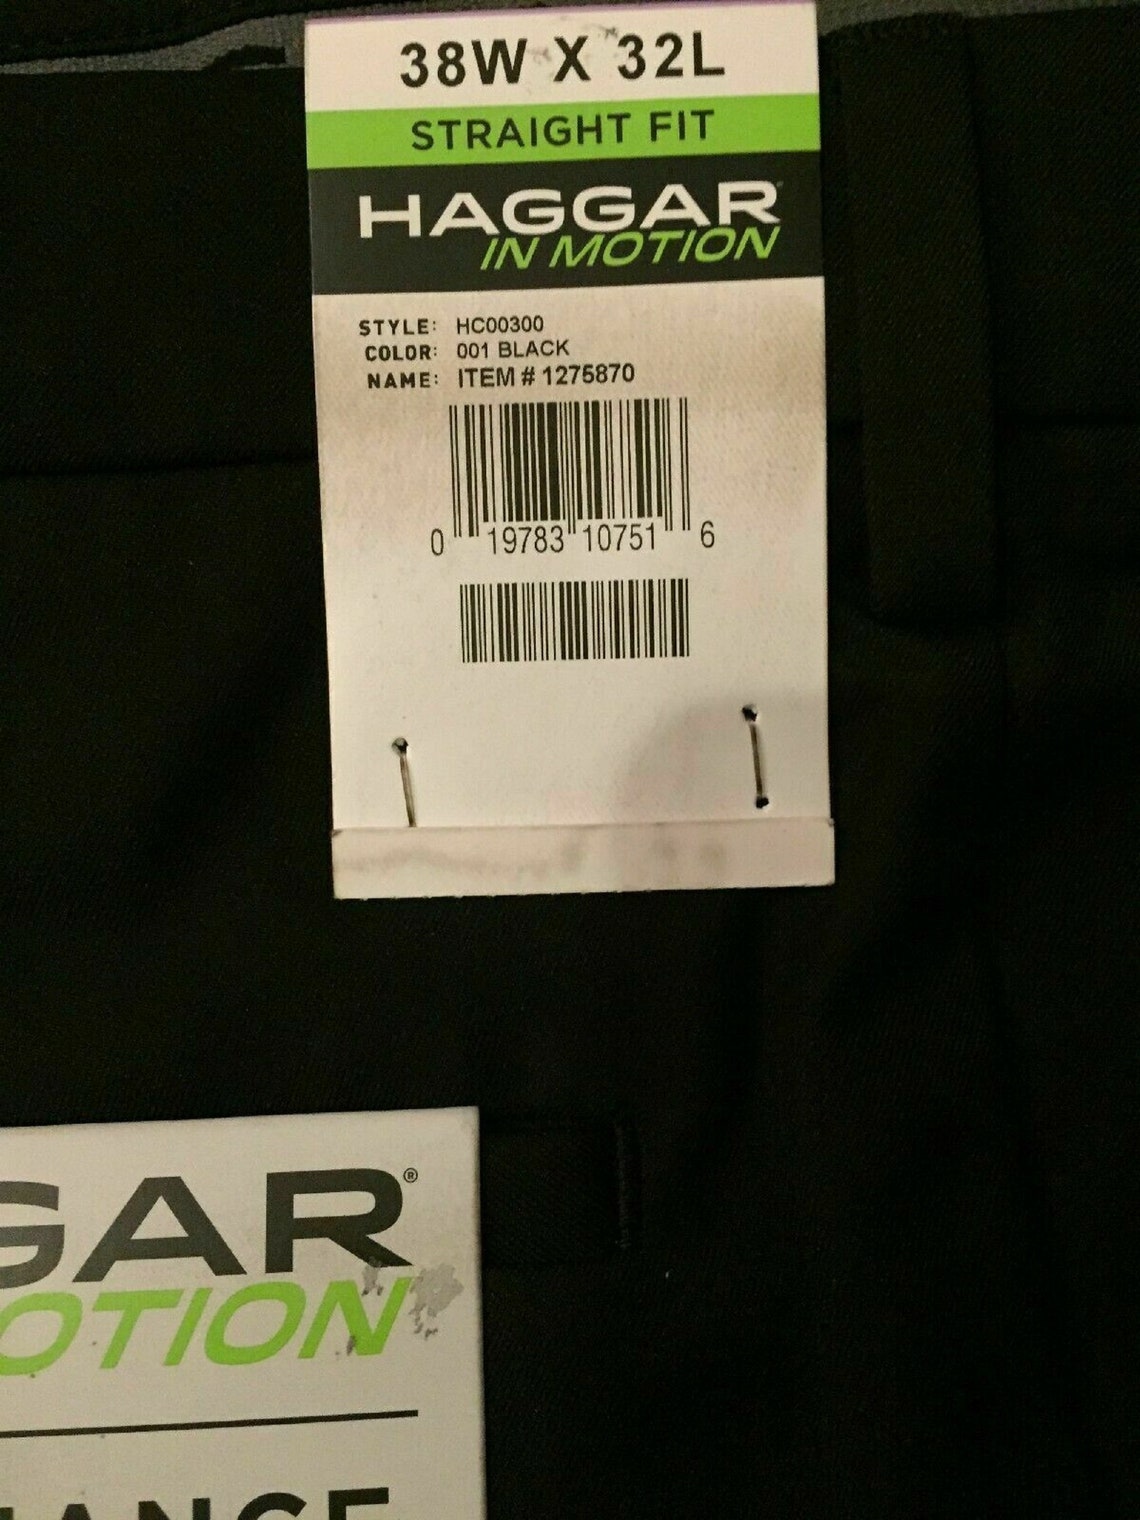 38W X 32L
STRAIGHT FIT
HAGGAR
IN MOTION
STYLE: HC00300
COLOR: 001 BLACK
NAME: ITEM # 1275870
0 19783 10751 6
GAR®
OTION